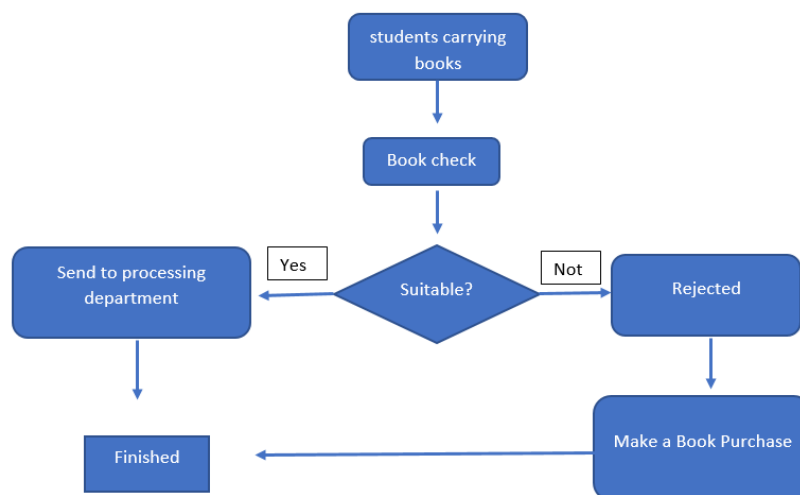 students carrying
books
Book check
Yes
Not
Send to processing
department
Suitable?
Rejected
Make a Book Purchase
Finished